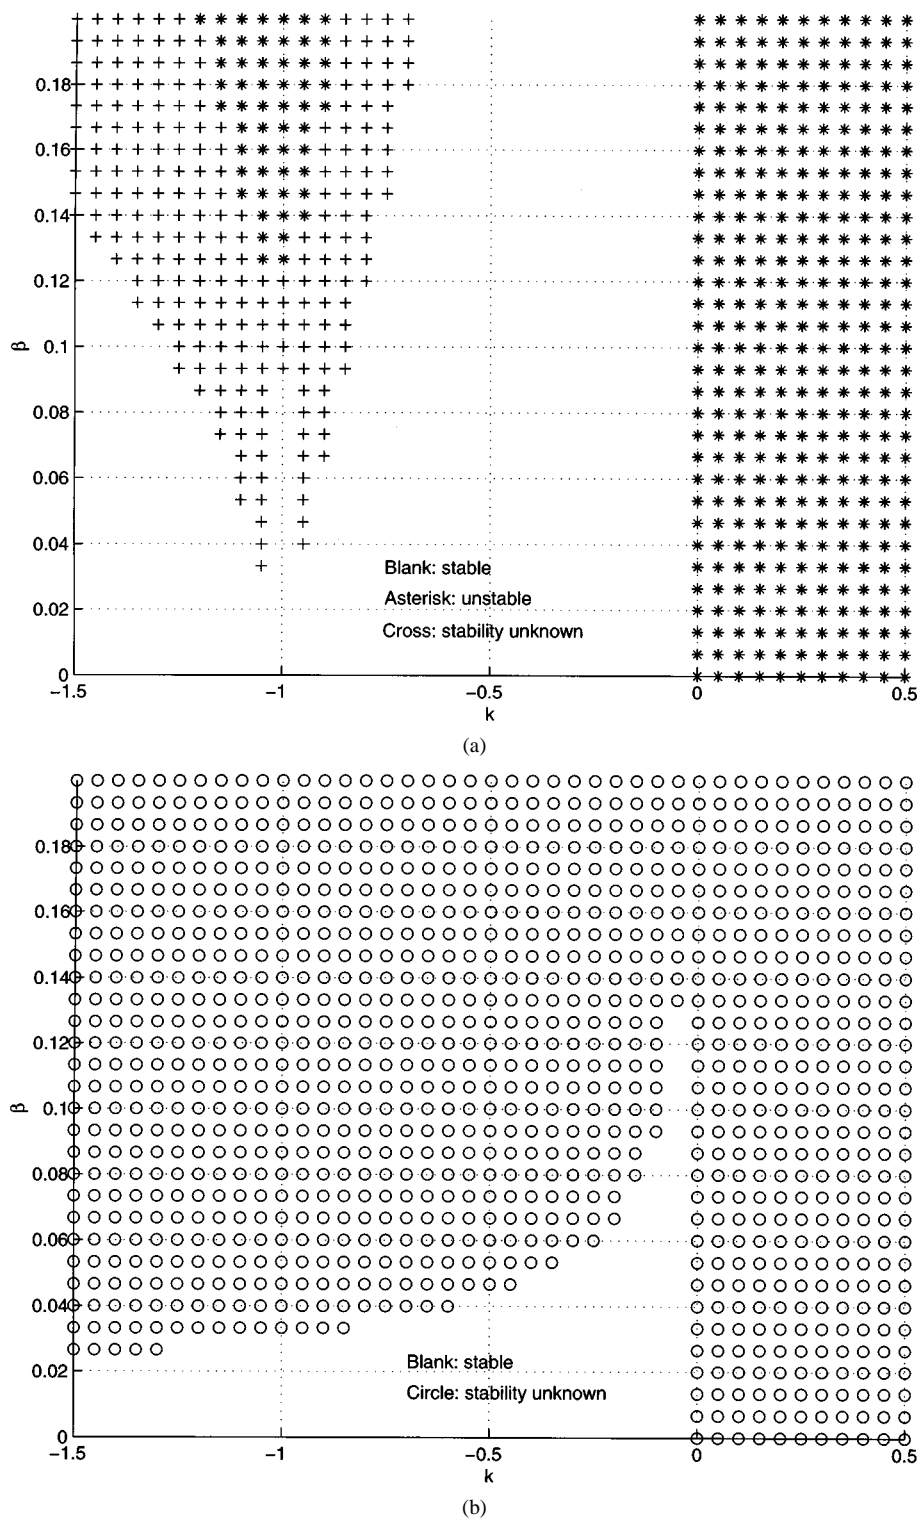 0.18
0.16
0.14
0.12
β
0.1
0.08
0.06
0.04
Blank: stable
Asterisk: unstable
0.02
Cross: stability unknown
0
−1.5
−1
−0.5
0
0.5
k
(a)
0.18
0.16
0.14
0.12
β
0.10
0.08
0.06
0.04
Blank: stable
0.02
Circle: stability unknown
0
−1.5
−1
−0.5
0
0.5
k
(b)